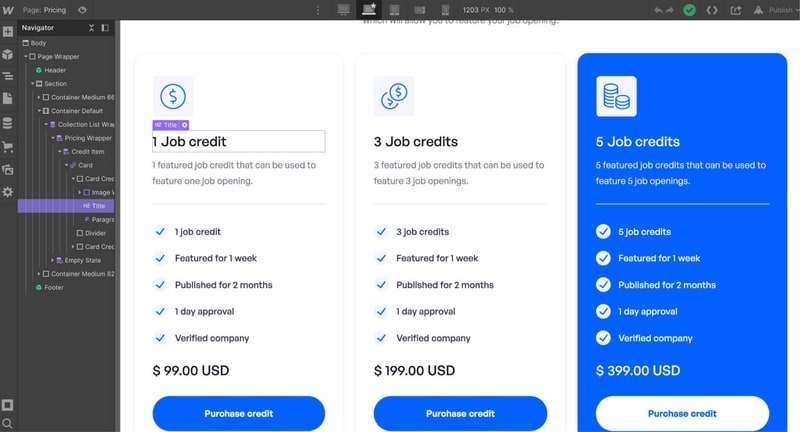 Page: Pricing
1203 PX 100 %
Publish
Navigator
Body
Page Wrapper
Header
Section
Container Medium 66
Container Default
Collection List Wrap
Pricing Wrapper
Credit Item
Card
Card Cred
Image W
H2 Title
P Paragra
Divider
Card Cred
Empty State
Container Medium 82
Footer
which will allow you to feature your job opening.
H2 Title
1 Job credit
1 featured job credit that can be used to
feature one job opening.
1 job credit
Featured for 1 week
Published for 2 months
1 day approval
Verified company
$ 99.00 USD
Purchase credit
3 Job credits
3 featured job credits that can be used to
feature 3 job openings.
3 job credits
Featured for 1 week
Published for 2 months
1 day approval
Verified company
$ 199.00 USD
Purchase credit
5 Job credits
5 featured job credits that can be used to
feature 5 job openings.
5 job credits
Featured for 1 week
Published for 2 months
1 day approval
Verified company
$ 399.00 USD
Purchase credit